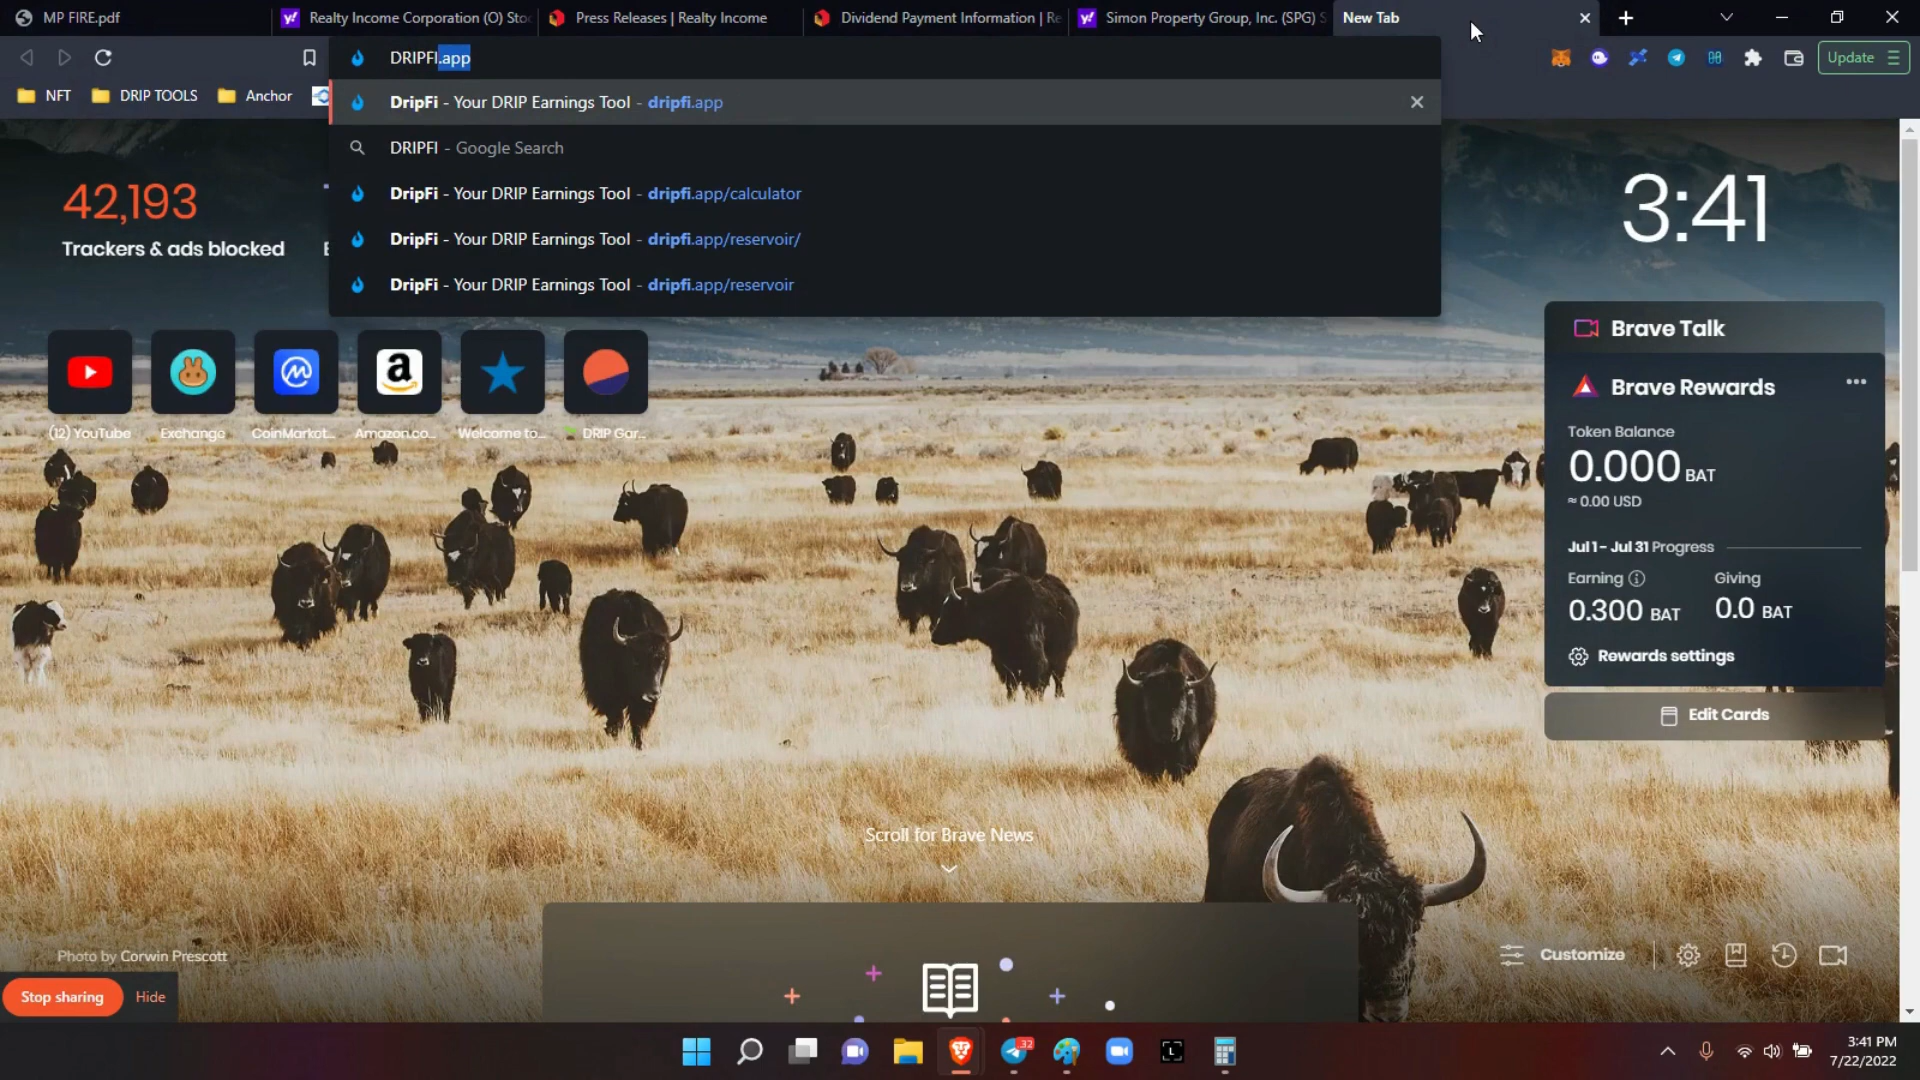 MP FIRE.pdf
Realty Income Corporation (O) Sto
Press Releases | Realty Income
Dividend Payment Information | Re
Simon Property Group, Inc. (SPG) S
New Tab
DRIPFI.app
Update
NFT
DRIP TOOLS
Anchor
DripFi - Your DRIP Earnings Tool - dripfi.app
DRIPFI - Google Search
DripFi - Your DRIP Earnings Tool - dripfi.app/calculator
DripFi - Your DRIP Earnings Tool - dripfi.app/reservoir/
DripFi - Your DRIP Earnings Tool - dripfi.app/reservoir
42,193
Trackers & ads blocked
3:41
(12) YouTube
Exchange
CoinMarket...
Amazon.co...
Welcome to...
DRIP Gar...
Brave Talk
Brave Rewards
Token Balance
0.000 BAT
≈ 0.00 USD
Jul 1 - Jul 31 Progress
Earning
Giving
0.300 BAT
0.0 BAT
Rewards settings
Edit Cards
Scroll for Brave News
Photo by Corwin Prescott
Customize
Stop sharing
Hide
32
3:41 PM
7/22/2022